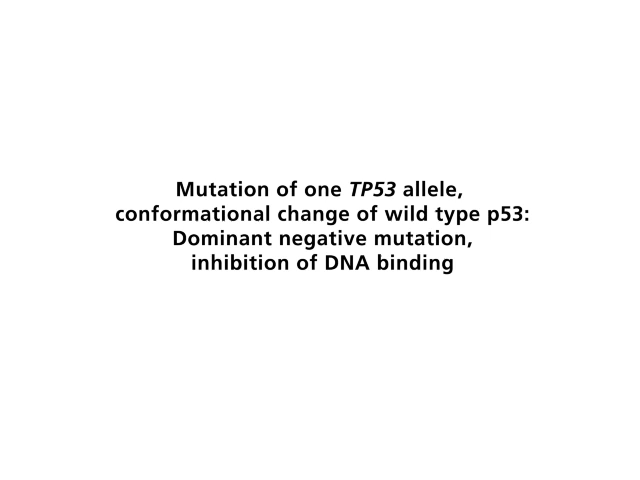 Mutation of one TP53 allele,
conformational change of wild type p53:
Dominant negative mutation,
inhibition of DNA binding